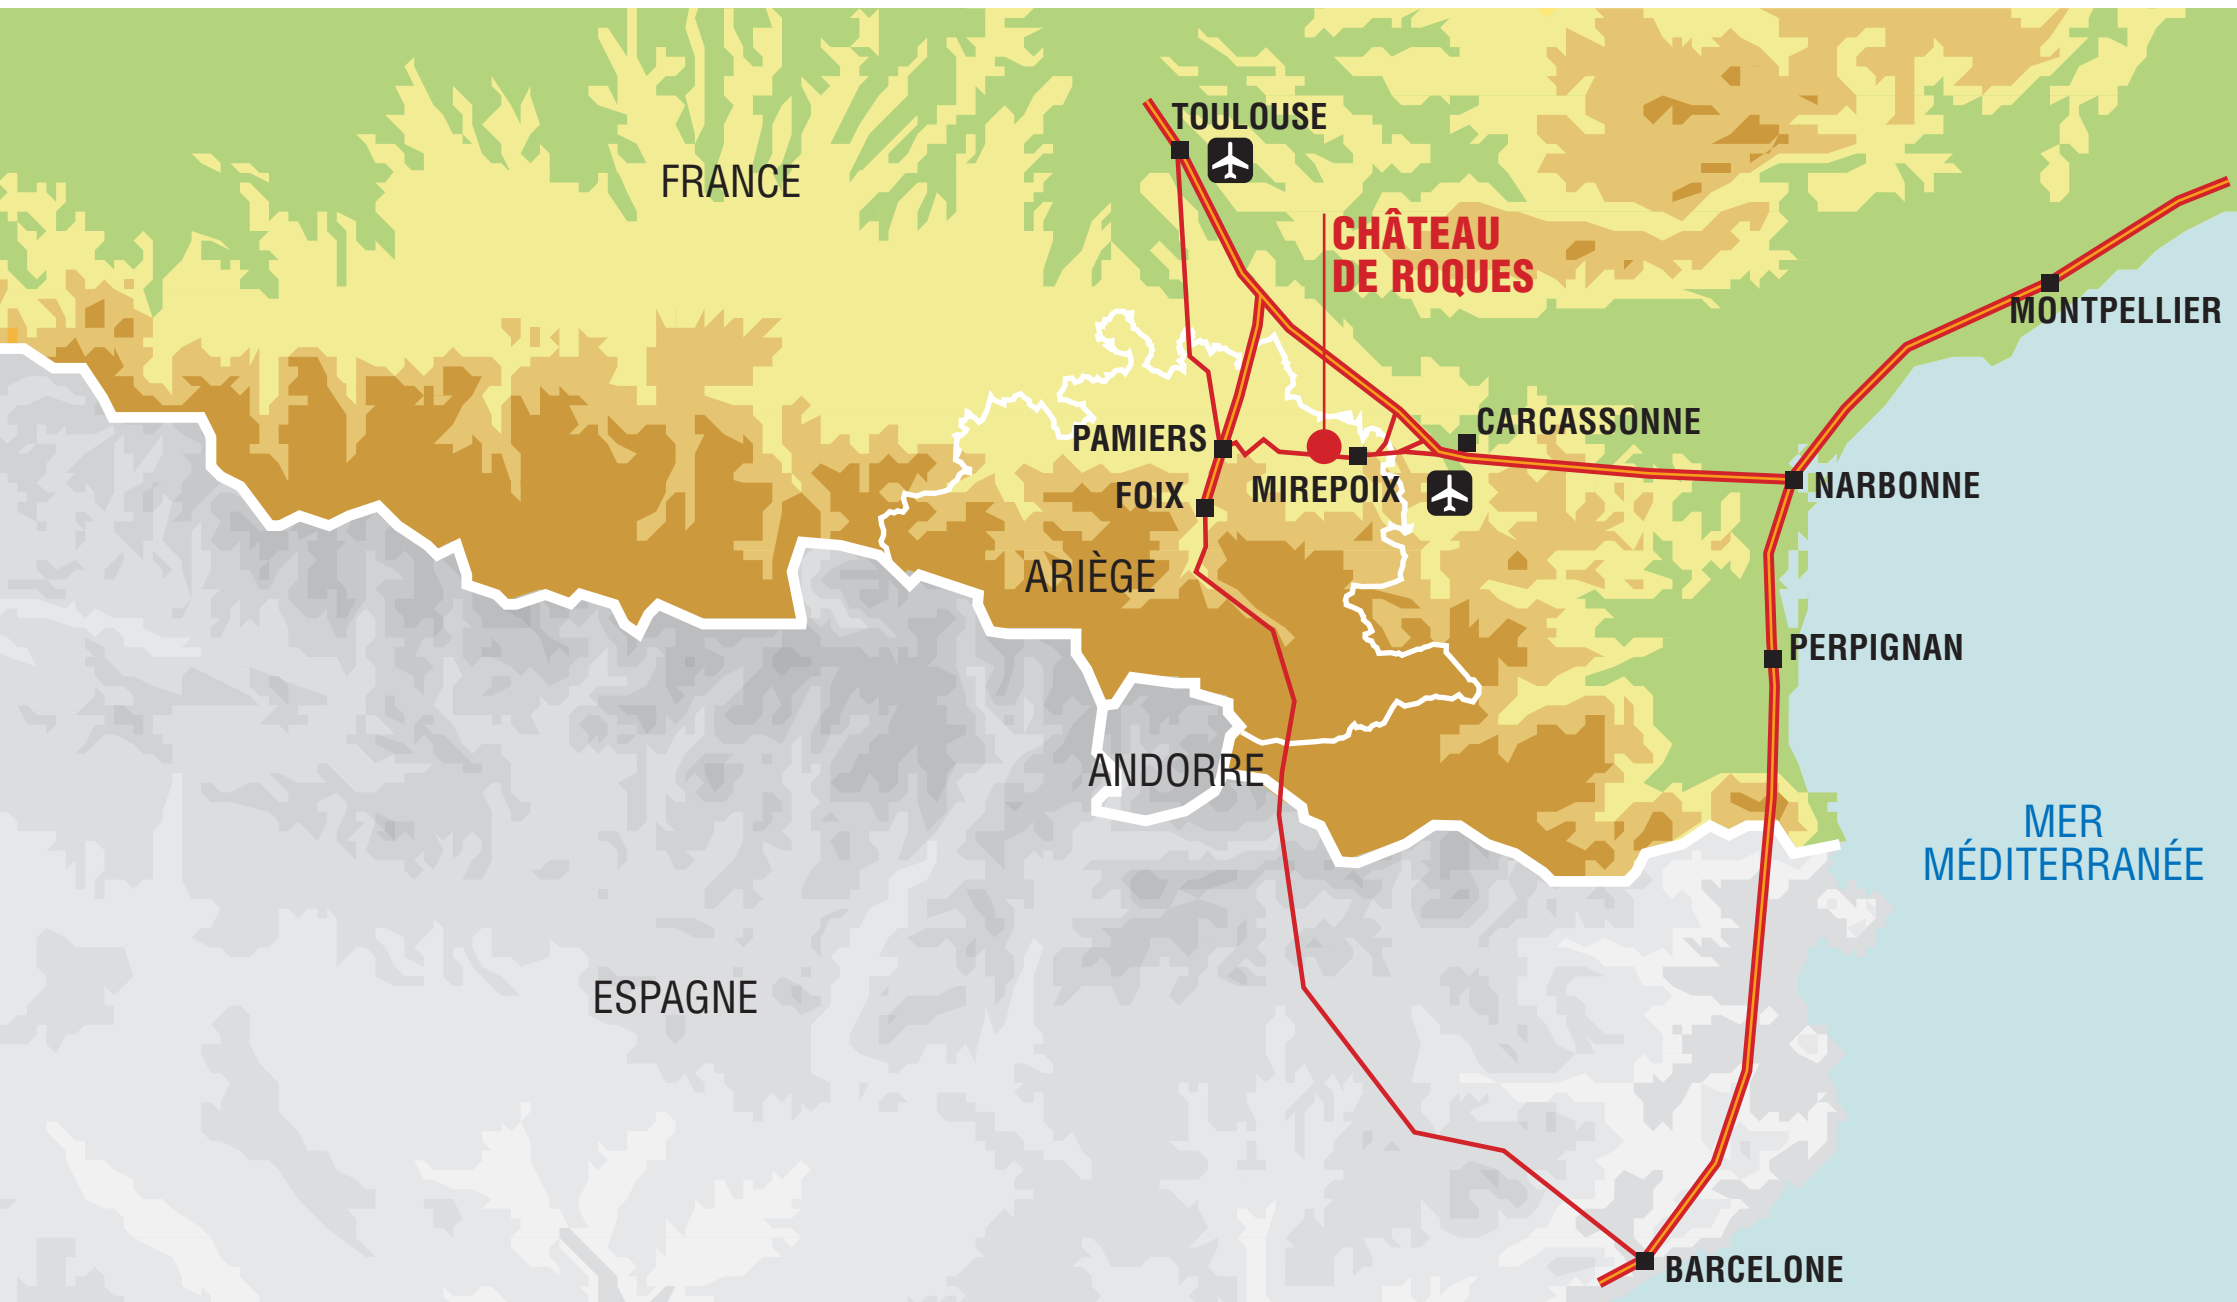 TOULOUSE
FRANCE
CHÂTEAU
DE ROQUES
MONTPELLIER
CARCASSONNE
PAMIERS
MIREPOIX
FOIX
NARBONNE
ARIÈGE
PERPIGNAN
ANDORRE
MER
MÉDITERRANÉE
ESPAGNE
BARCELONE